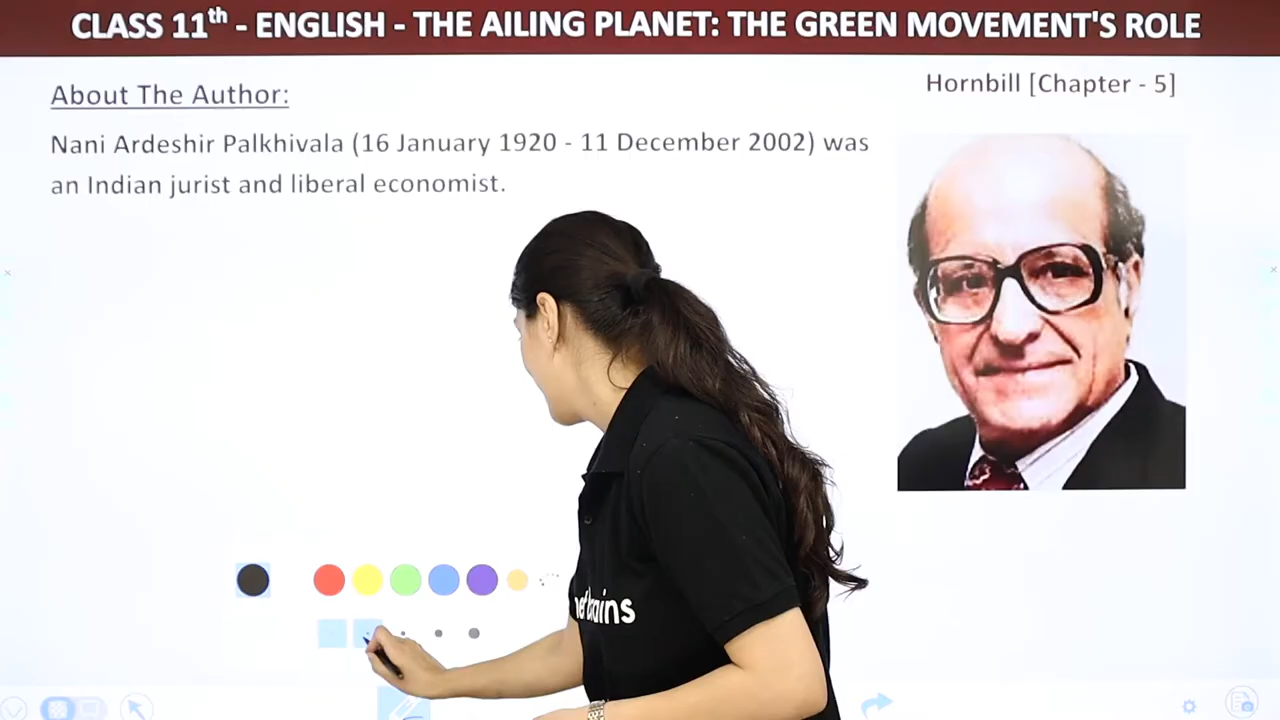 CLASS 11th - ENGLISH - THE AILING PLANET: THE GREEN MOVEMENT'S ROLE
Hornbill [Chapter - 5]
About The Author:
Nani Ardeshir Palkhivala (16 January 1920 - 11 December 2002) was
an Indian jurist and liberal economist.